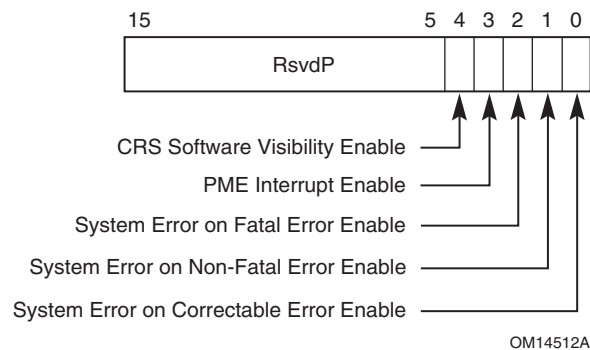 15 5 4 3 2 1 0
RsvdP
CRS Software Visibility Enable
PME Interrupt Enable
System Error on Fatal Error Enable
System Error on Non-Fatal Error Enable
System Error on Correctable Error Enable
OM14512A